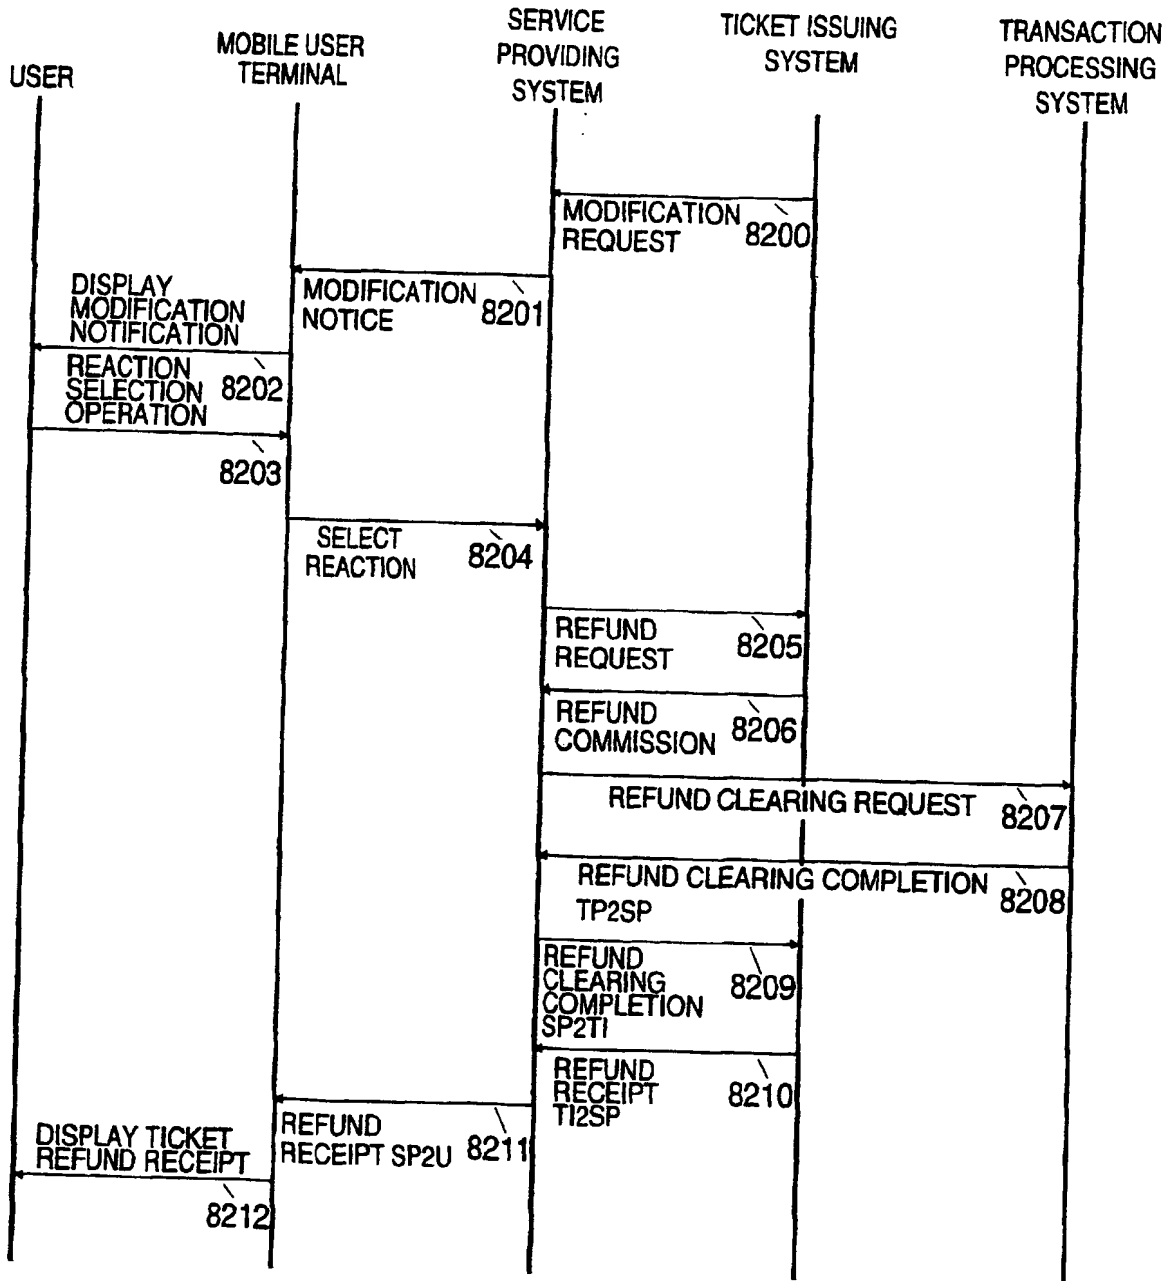 USER
MOBILE USER
TERMINAL
SERVICE
PROVIDING
SYSTEM
TICKET ISSUING
SYSTEM
TRANSACTION
PROCESSING
SYSTEM
MODIFICATION
REQUEST
8200
MODIFICATION
NOTICE
8201
DISPLAY
MODIFICATION
NOTIFICATION
8202
REACTION
SELECTION
OPERATION
8203
SELECT
REACTION
8204
REFUND
REQUEST
8205
REFUND
COMMISSION
8206
REFUND CLEARING REQUEST
8207
REFUND CLEARING COMPLETION
TP2SP
8208
REFUND
CLEARING
COMPLETION
SP2TI
8209
REFUND
RECEIPT
TI2SP
8210
REFUND
RECEIPT SP2U
8211
DISPLAY TICKET
REFUND RECEIPT
8212